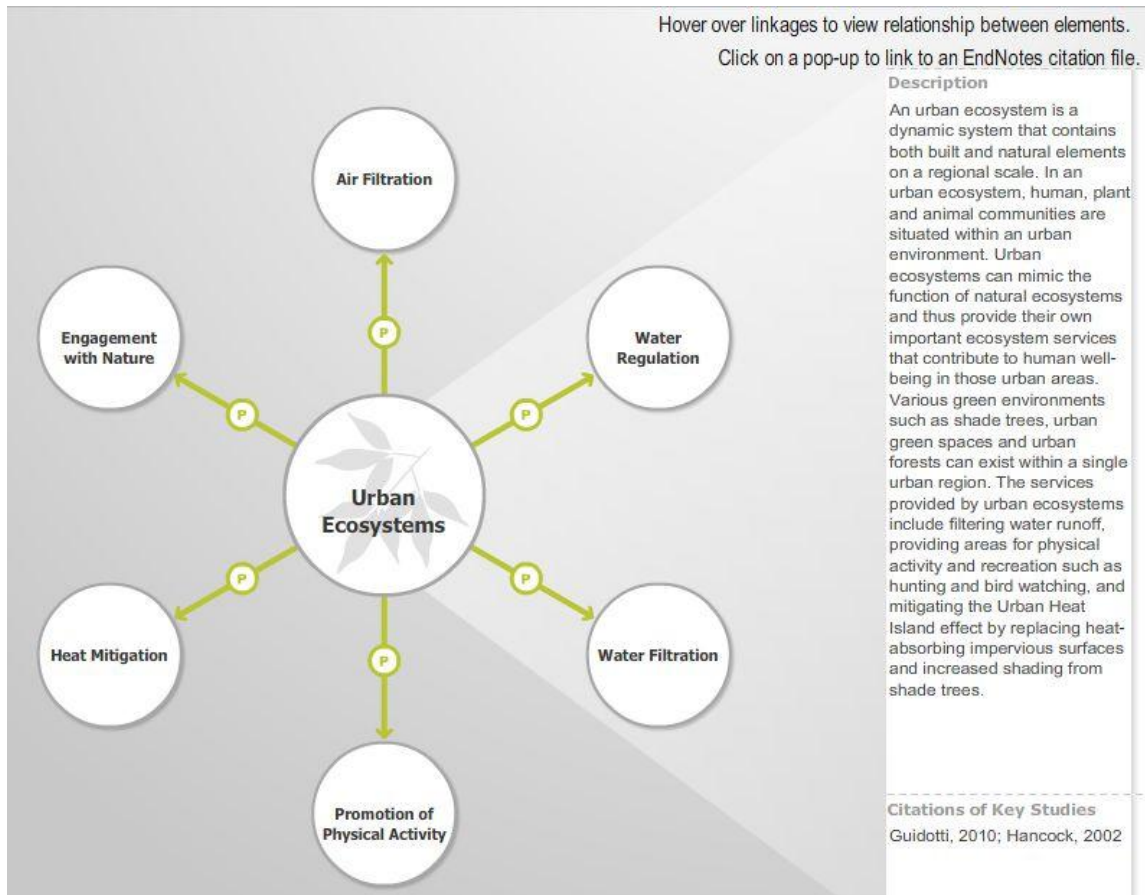 Hover over linkages to view relationship between elements.
Click on a pop-up to link to an EndNotes citation file.
Air Filtration
Engagement
with Nature
Water
Regulation
P
P
P
Urban
Ecosystems
P
P
P
Heat Mitigation
Water Filtration
Promotion of
Physical Activity
Description
An urban ecosystem is a
dynamic system that contains
both built and natural elements
on a regional scale. In an
urban ecosystem, human, plant
and animal communities are
situated within an urban
environment. Urban
ecosystems can mimic the
function of natural ecosystems
and thus provide their own
important ecosystem services
that contribute to human well-
being in those urban areas.
Various green environments
such as shade trees, urban
green spaces and urban
forests can exist within a single
urban region. The services
provided by urban ecosystems
include filtering water runoff,
providing areas for physical
activity and recreation such as
hunting and bird watching, and
mitigating the Urban Heat
Island effect by replacing heat-
absorbing impervious surfaces
and increased shading from
shade trees.
Citations of Key Studies
Guidotti, 2010; Hancock, 2002